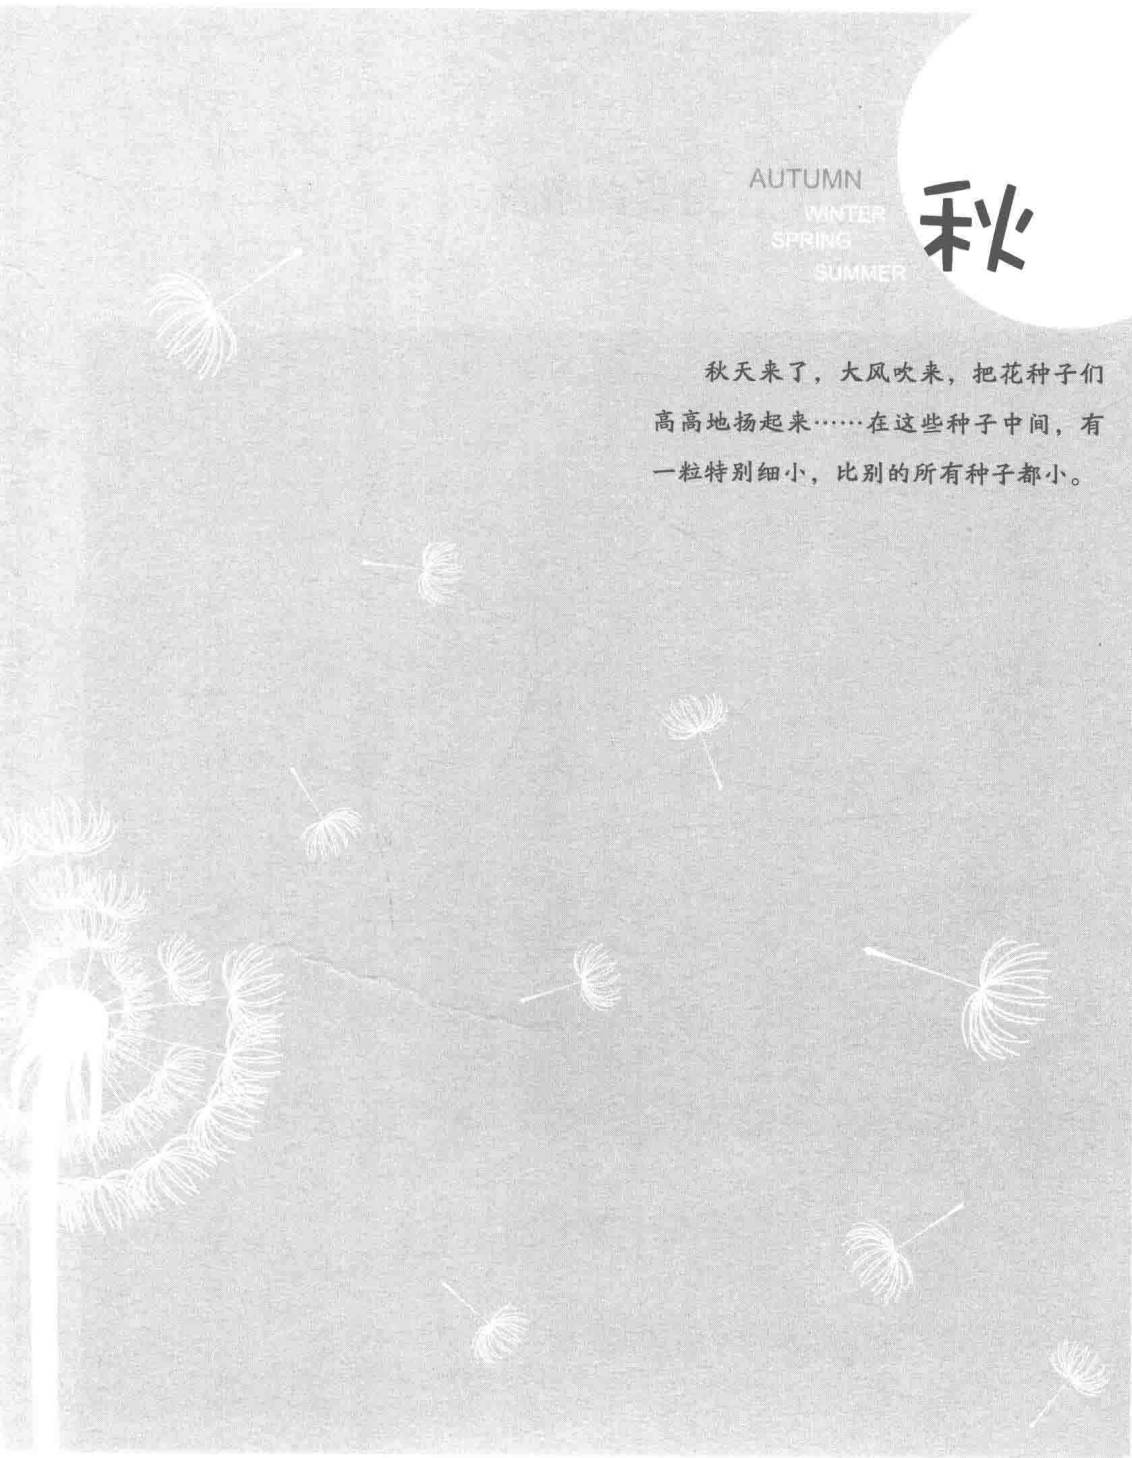 AUTUMN
WINTER
SPRING
SUMMER
秋
秋天来了，大风吹来，把花种子们
高高地扬起来……在这些种子中间，有
一粒特别细小，比别的所有种子都小。